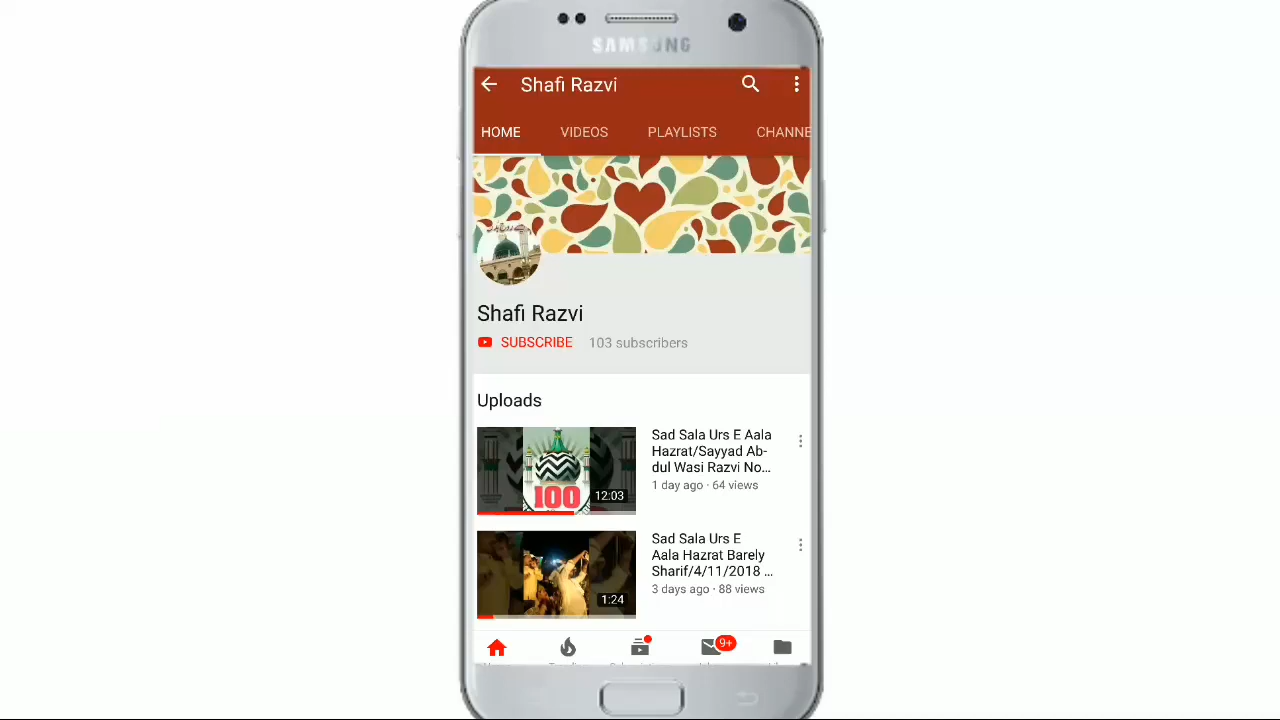 SAMSUNG
Shafi Razvi
HOME VIDEOS PLAYLISTS CHANNE
Shafi Razvi
SUBSCRIBE 103 subscribers
Uploads
100
12:03
Sad Sala Urs E Aala
Hazrat/Sayyad Ab-
dul Wasi Razvi No...
1 day ago · 64 views
1:24
Sad Sala Urs E
Aala Hazrat Barely
Sharif/4/11/2018 ...
3 days ago · 88 views
9+